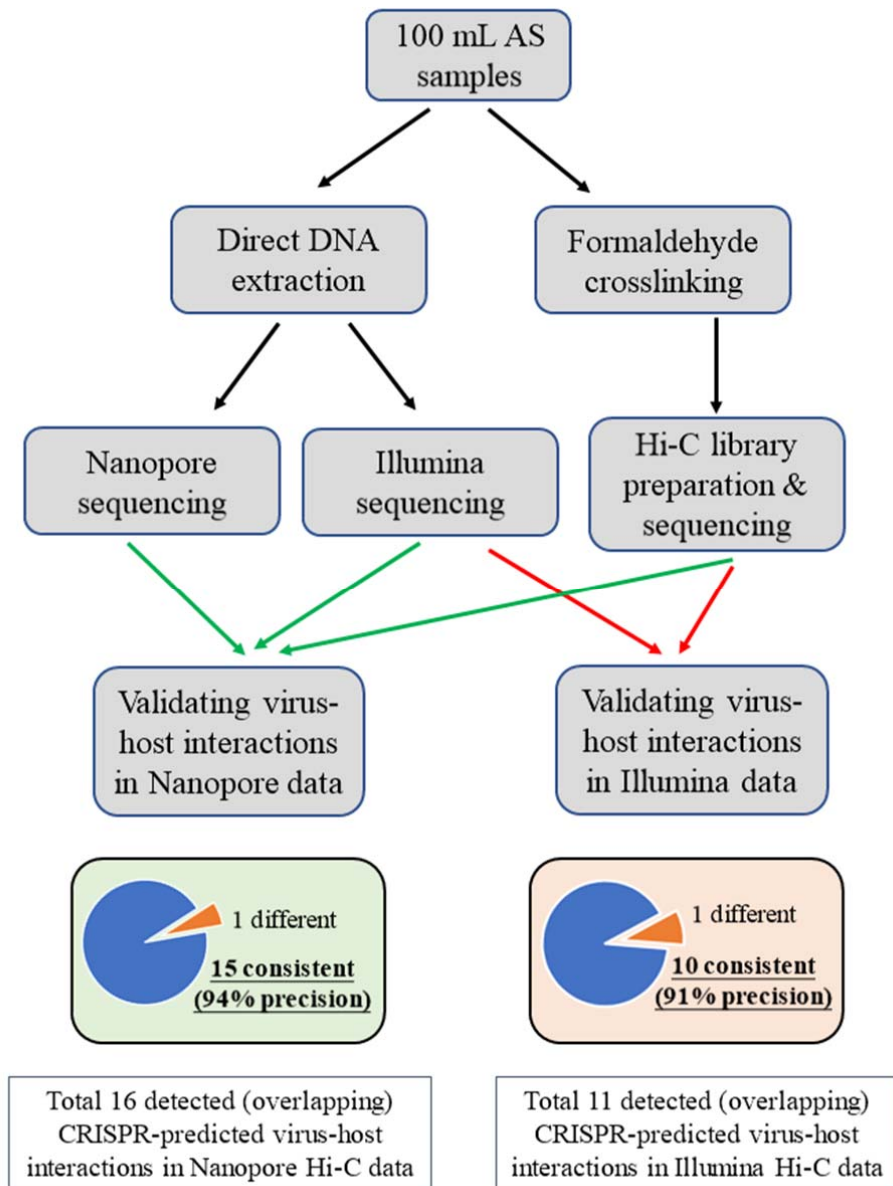 100 mL AS
samples
Direct DNA
extraction
Formaldehyde
crosslinking
Nanopore
sequencing
Illumina
sequencing
Hi-C library
preparation &
sequencing
Validating virus-
host interactions
in Nanopore data
Validating virus-
host interactions
in Illumina data
1 different
15 consistent
(94% precision)
1 different
10 consistent
(91% precision)
Total 16 detected (overlapping)
CRISPR-predicted virus-host
interactions in Nanopore Hi-C data
Total 11 detected (overlapping)
CRISPR-predicted virus-host
interactions in Illumina Hi-C data